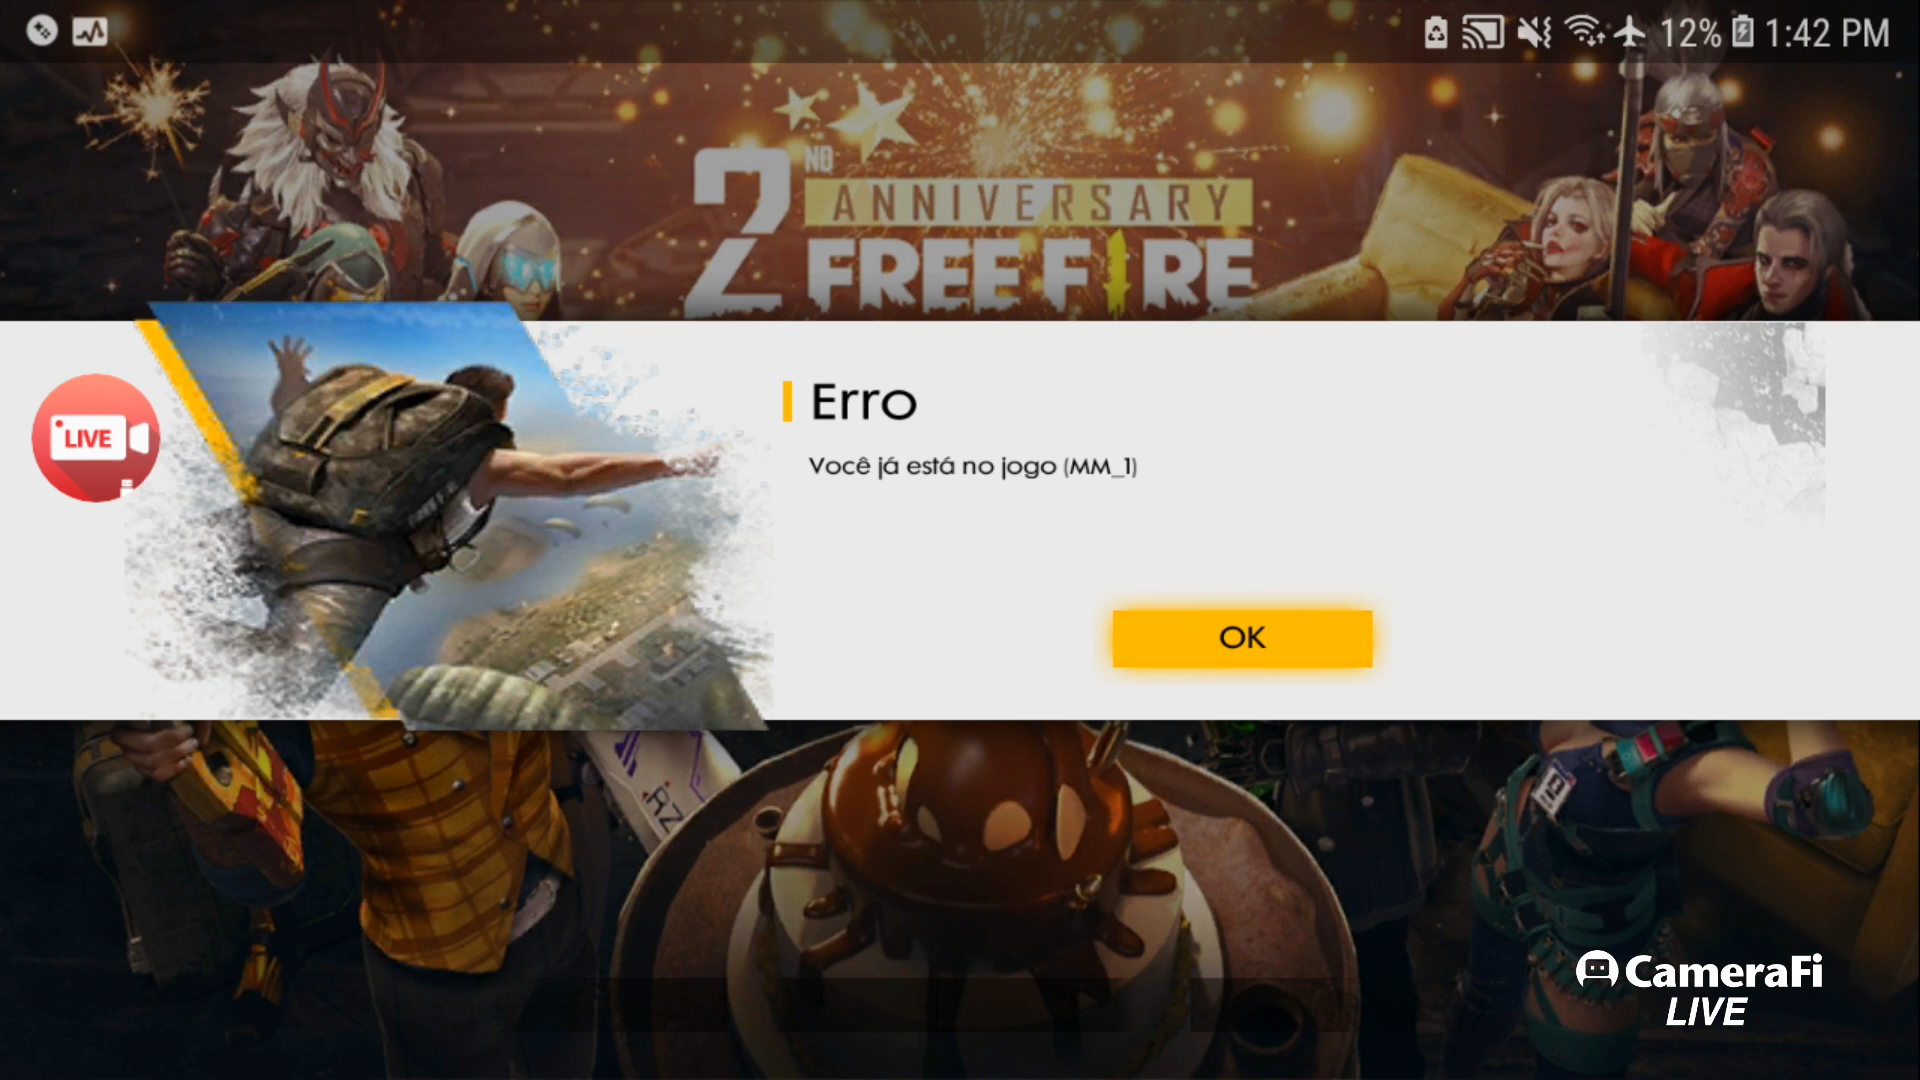 12% 1:42 PM
2ND
ANNIVERSARY
FREE FIRE
LIVE
Erro
Você já está no jogo (MM_1)
OK
RZ
CameraFi
LIVE